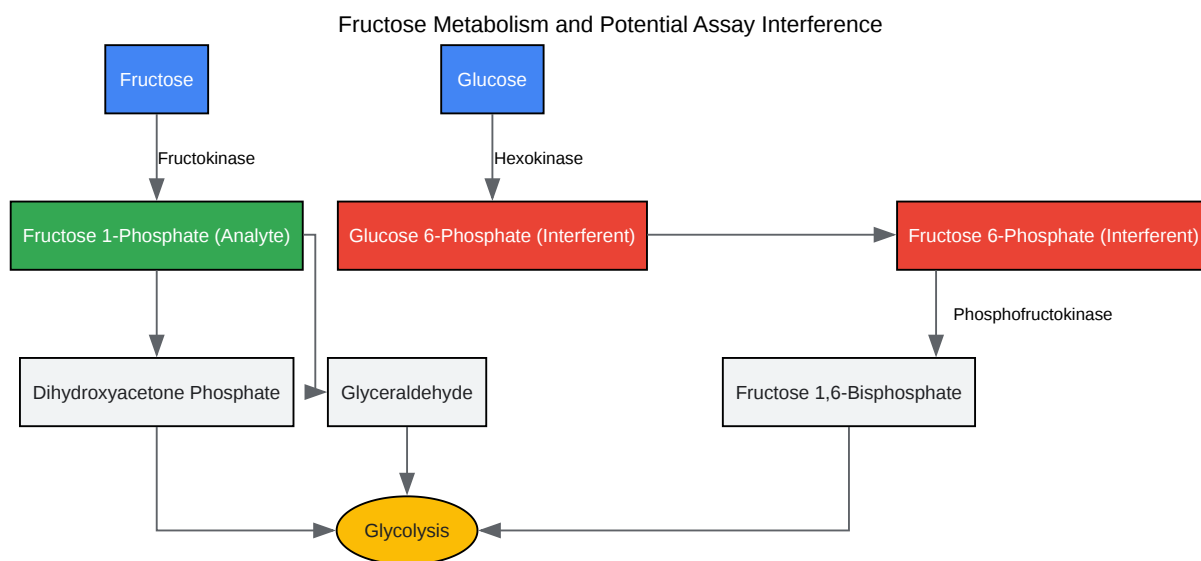 Fructose Metabolism and Potential Assay Interference
Fructose
Glucose
Fructokinase
Hexokinase
Fructose 1-Phosphate (Analyte)
Glucose 6-Phosphate (Interferent)
Fructose 6-Phosphate (Interferent)
Phosphofructokinase
Dihydroxyacetone Phosphate
Glyceraldehyde
Fructose 1,6-Bisphosphate
Glycolysis